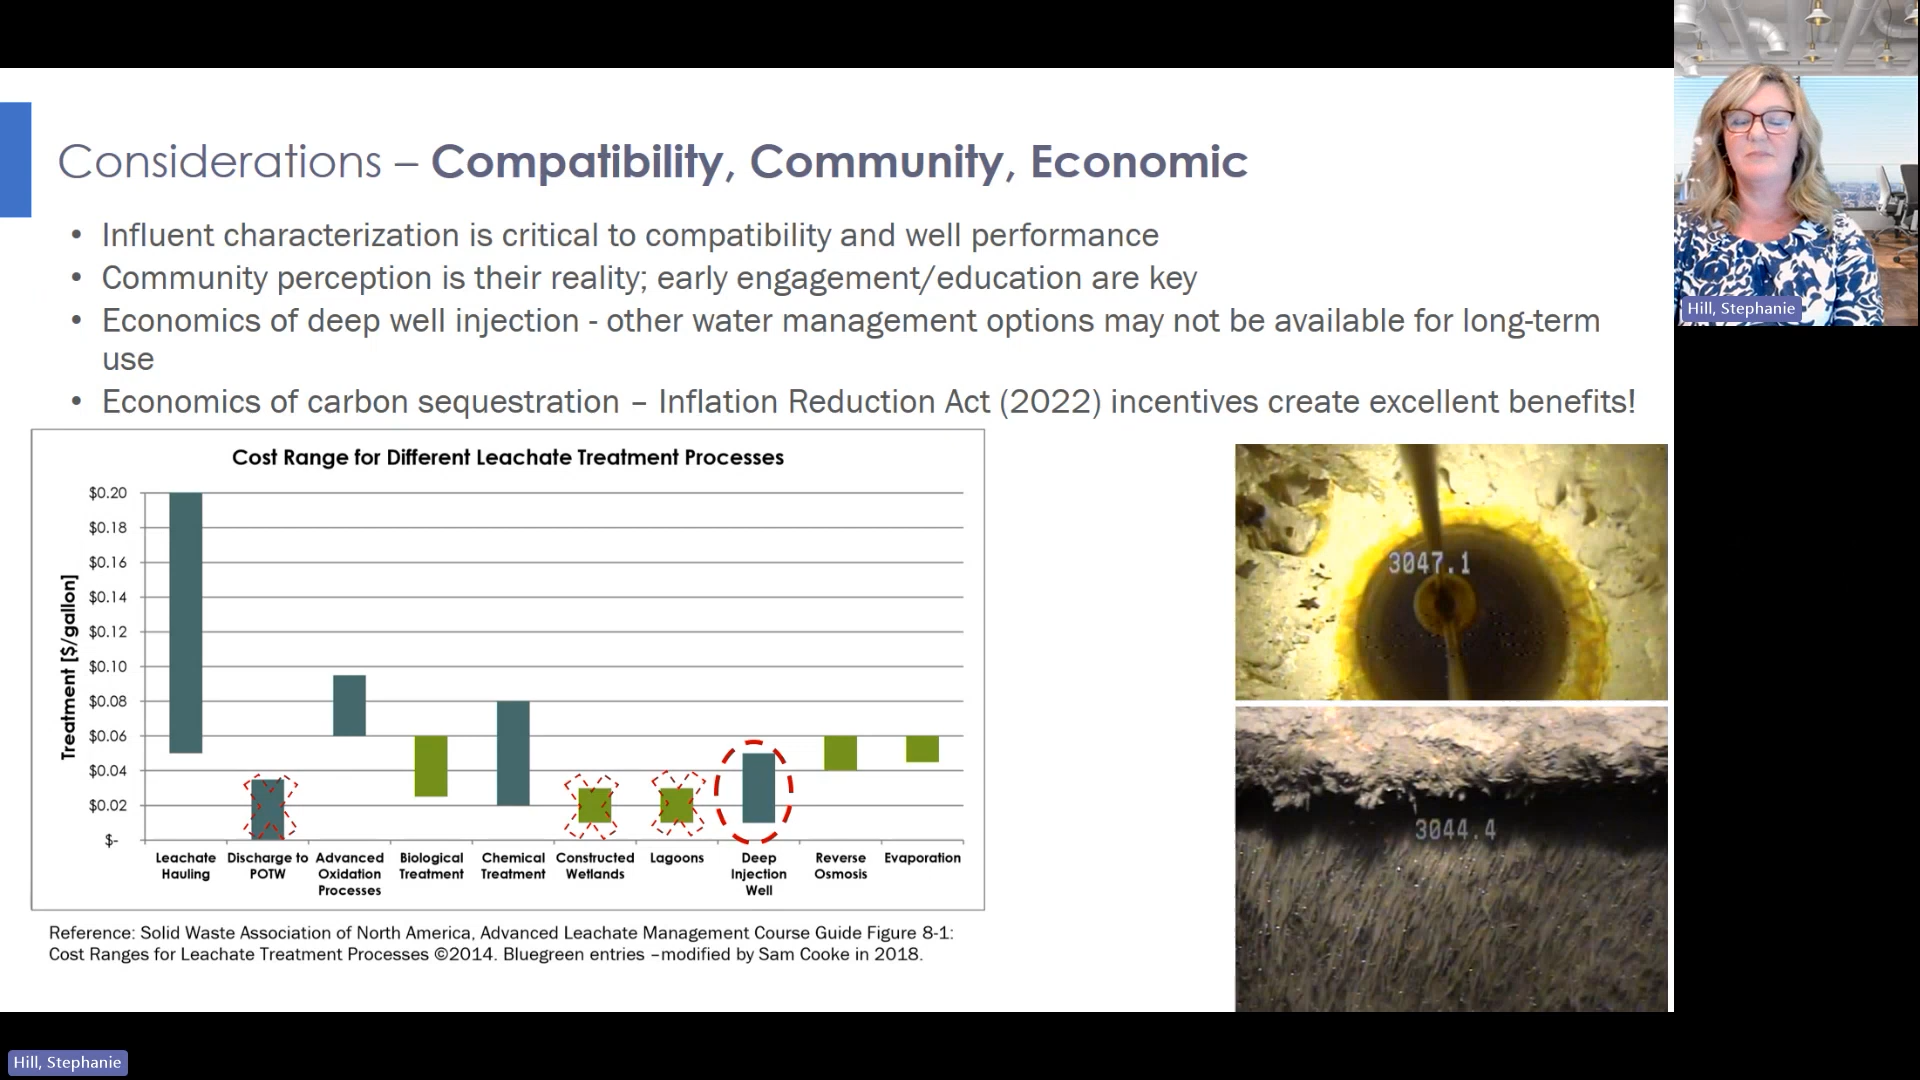 Considerations – Compatibility, Community, Economic
• Influent characterization is critical to compatibility and well performance
• Community perception is their reality; early engagement/education are key
• Economics of deep well injection - other water management options may not be available for long-term
use
• Economics of carbon sequestration – Inflation Reduction Act (2022) incentives create excellent benefits!
Cost Range for Different Leachate Treatment Processes
Treatment [$/gallon]
$0.20
$0.18
$0.16
$0.14
$0.12
$0.10
$0.08
$0.06
$0.04
$0.02
$-
Leachate
Hauling
Discharge to
POTW
Advanced
Oxidation
Processes
Biological
Treatment
Chemical
Treatment
Constructed
Wetlands
Lagoons
Deep
Injection
Well
Reverse
Osmosis
Evaporation
Reference: Solid Waste Association of North America, Advanced Leachate Management Course Guide Figure 8-1:
Cost Ranges for Leachate Treatment Processes ©2014. Bluegreen entries –modified by Sam Cooke in 2018.
3047.1
3044.4
Hill, Stephanie
Hill, Stephanie